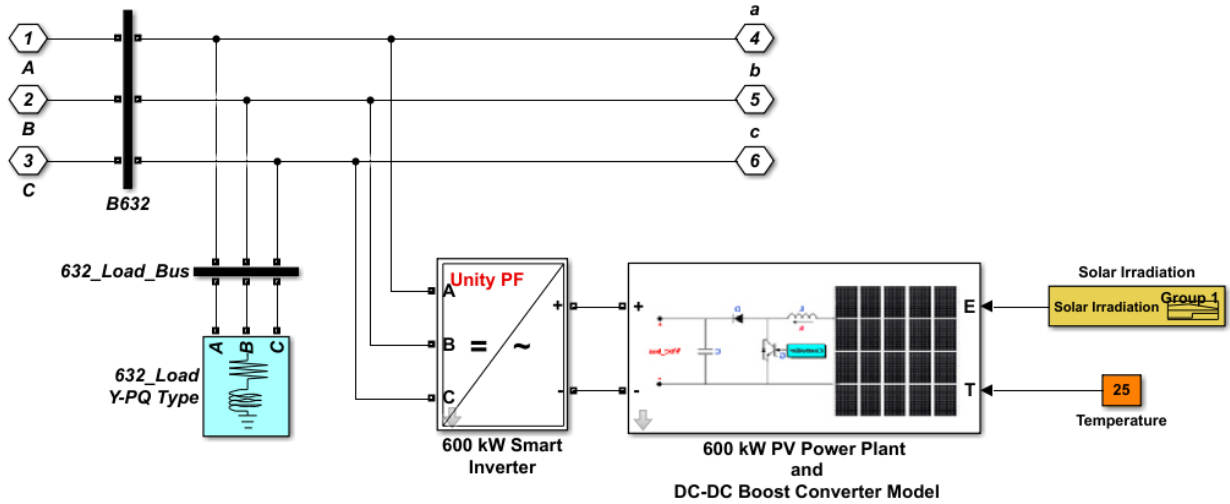 a
1
4
A
b
2
5
B
c
3
6
C
B632
632_Load_Bus
A B C
632_Load
Y-PQ Type
Unity PF
A
B
C
+
-
= ~
600 kW Smart
Inverter
+
-
D
C
E
T
600 kW PV Power Plant
and
DC-DC Boost Converter Model
Solar Irradiation
Solar Irradiation
Group 1
25
Temperature